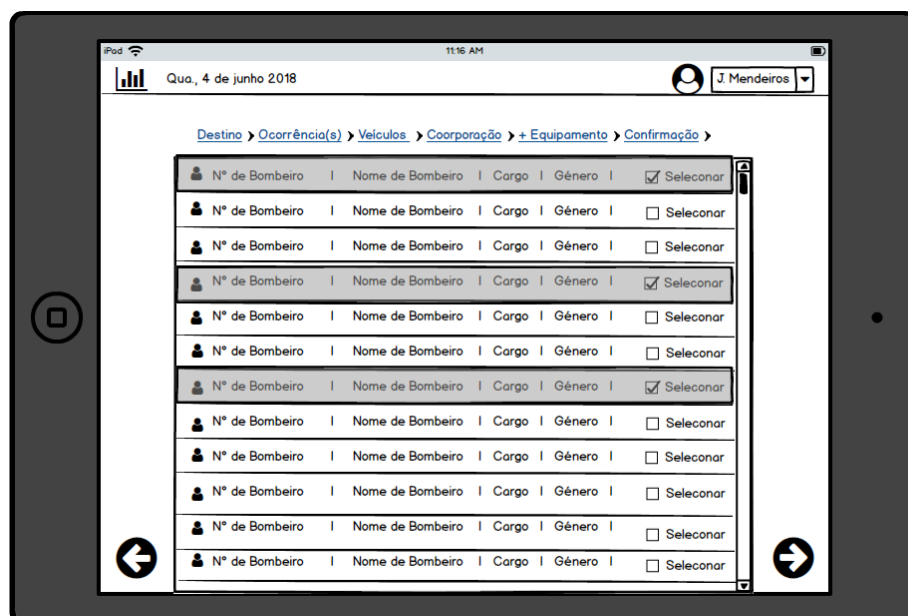 iPad 11:16 AM
Qua., 4 de junho 2018 J. Mendeiros
Destino Ocorrência(s) Veículos Coorporação + Equipamento Confirmação
Nº de Bombeiro | Nome de Bombeiro | Cargo | Género | Seleconar
Nº de Bombeiro | Nome de Bombeiro | Cargo | Género | Seleconar
Nº de Bombeiro | Nome de Bombeiro | Cargo | Género | Seleconar
Nº de Bombeiro | Nome de Bombeiro | Cargo | Género | Seleconar
Nº de Bombeiro | Nome de Bombeiro | Cargo | Género | Seleconar
Nº de Bombeiro | Nome de Bombeiro | Cargo | Género | Seleconar
Nº de Bombeiro | Nome de Bombeiro | Cargo | Género | Seleconar
Nº de Bombeiro | Nome de Bombeiro | Cargo | Género | Seleconar
Nº de Bombeiro | Nome de Bombeiro | Cargo | Género | Seleconar
Nº de Bombeiro | Nome de Bombeiro | Cargo | Género | Seleconar
Nº de Bombeiro | Nome de Bombeiro | Cargo | Género | Seleconar
Nº de Bombeiro | Nome de Bombeiro | Cargo | Género | Seleconar